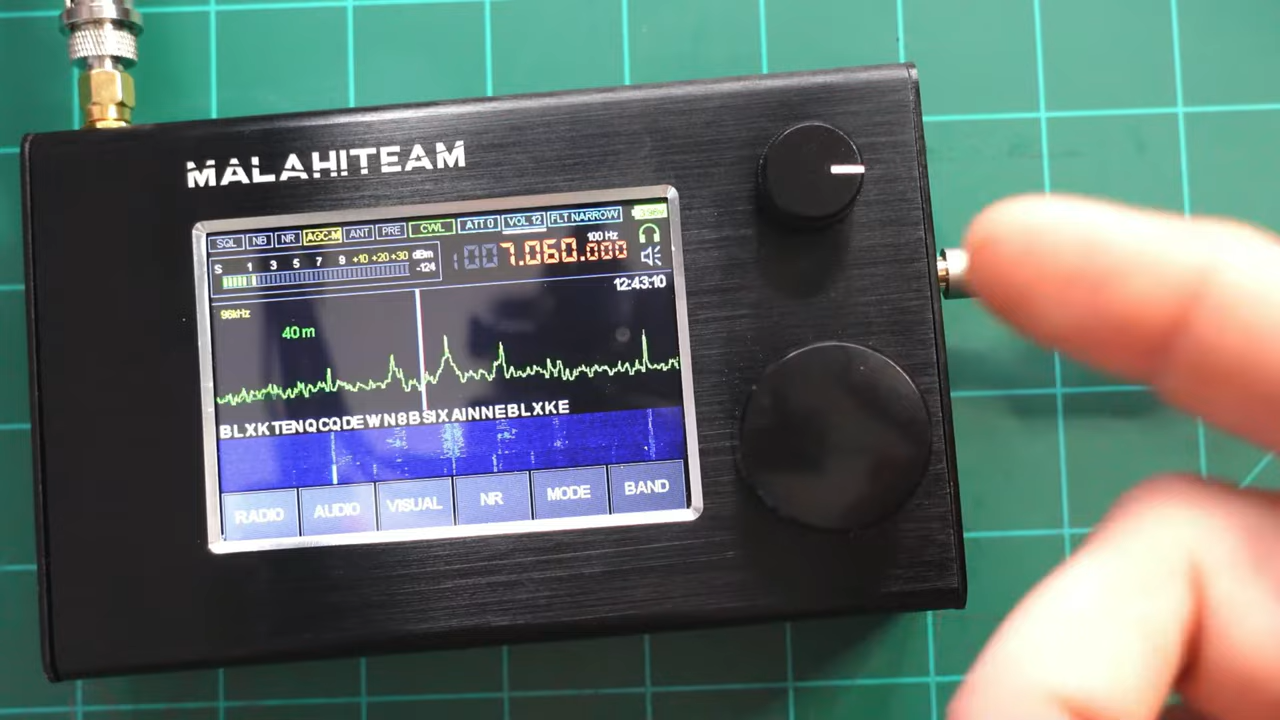 MALAHITEAM
SQL NB NR AGC-M ANT PRE CWL ATT 0 VOL 12 FLT NARROW 3.96V
S 1 3 5 7 9 +10 +20 +30 dBm
-124
7.060.000
100 Hz
12:43:10
96kHz
40 m
BLXKTENQCQDEWN8BSIXAINNEBLXKE
RADIO AUDIO VISUAL NR MODE BAND